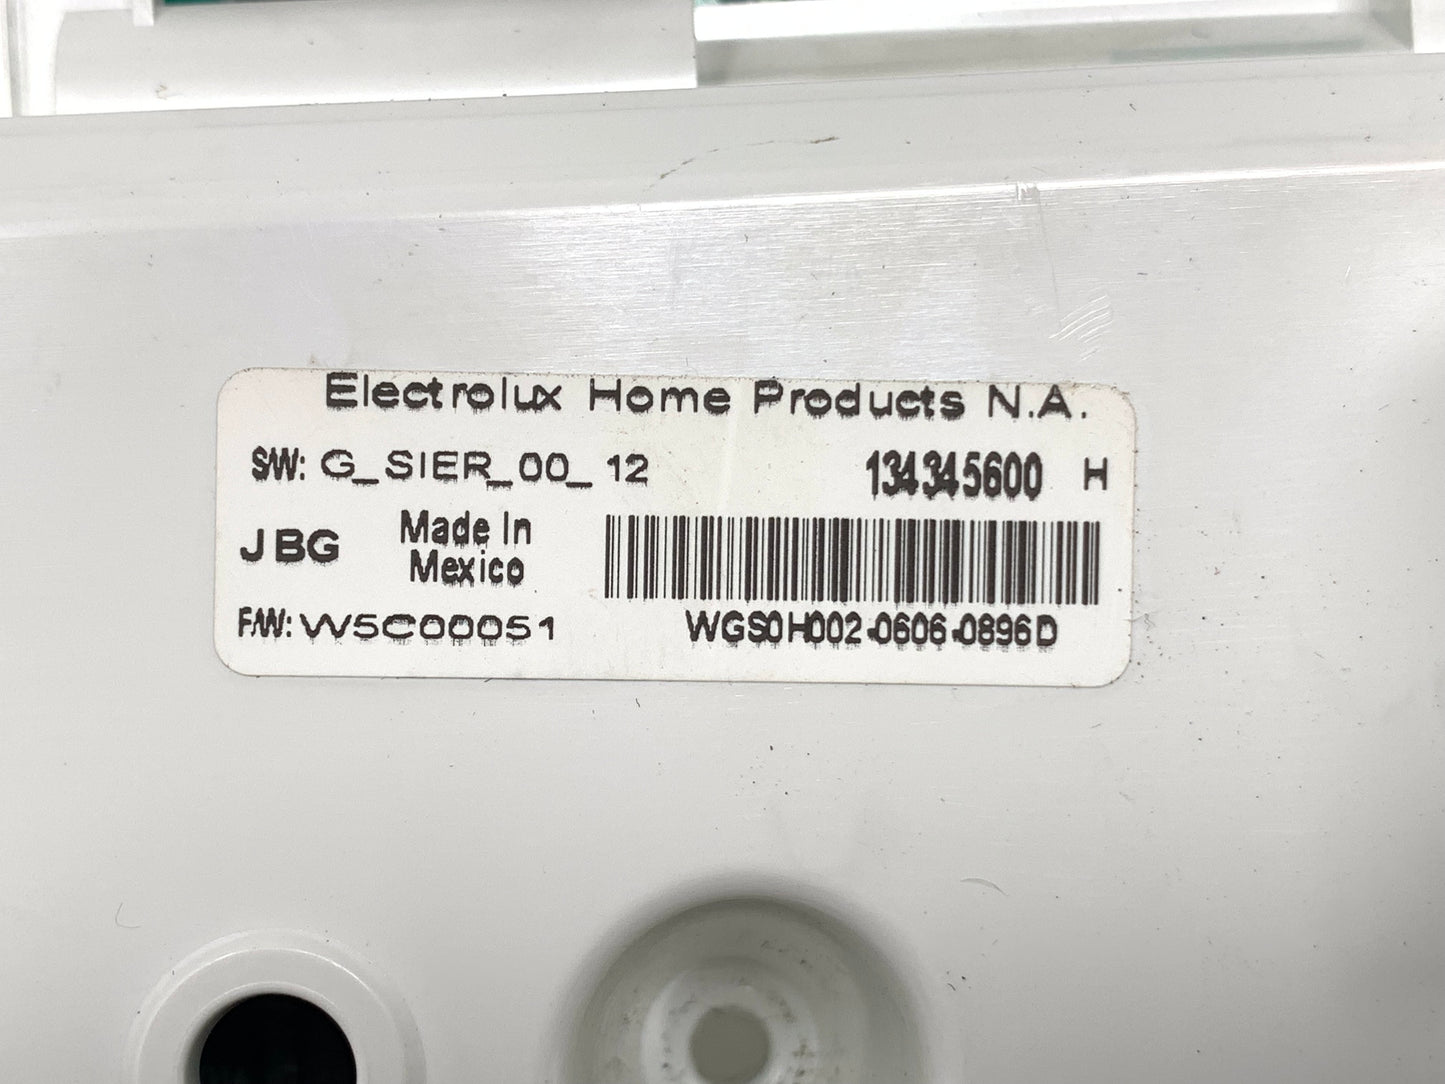 Electrolux Home Products N.A.
S/W: G_SIER_00_12 134345600 H
JBG Made In
Mexico
F/W: W5C00051 WGS0H002-0606-0896D